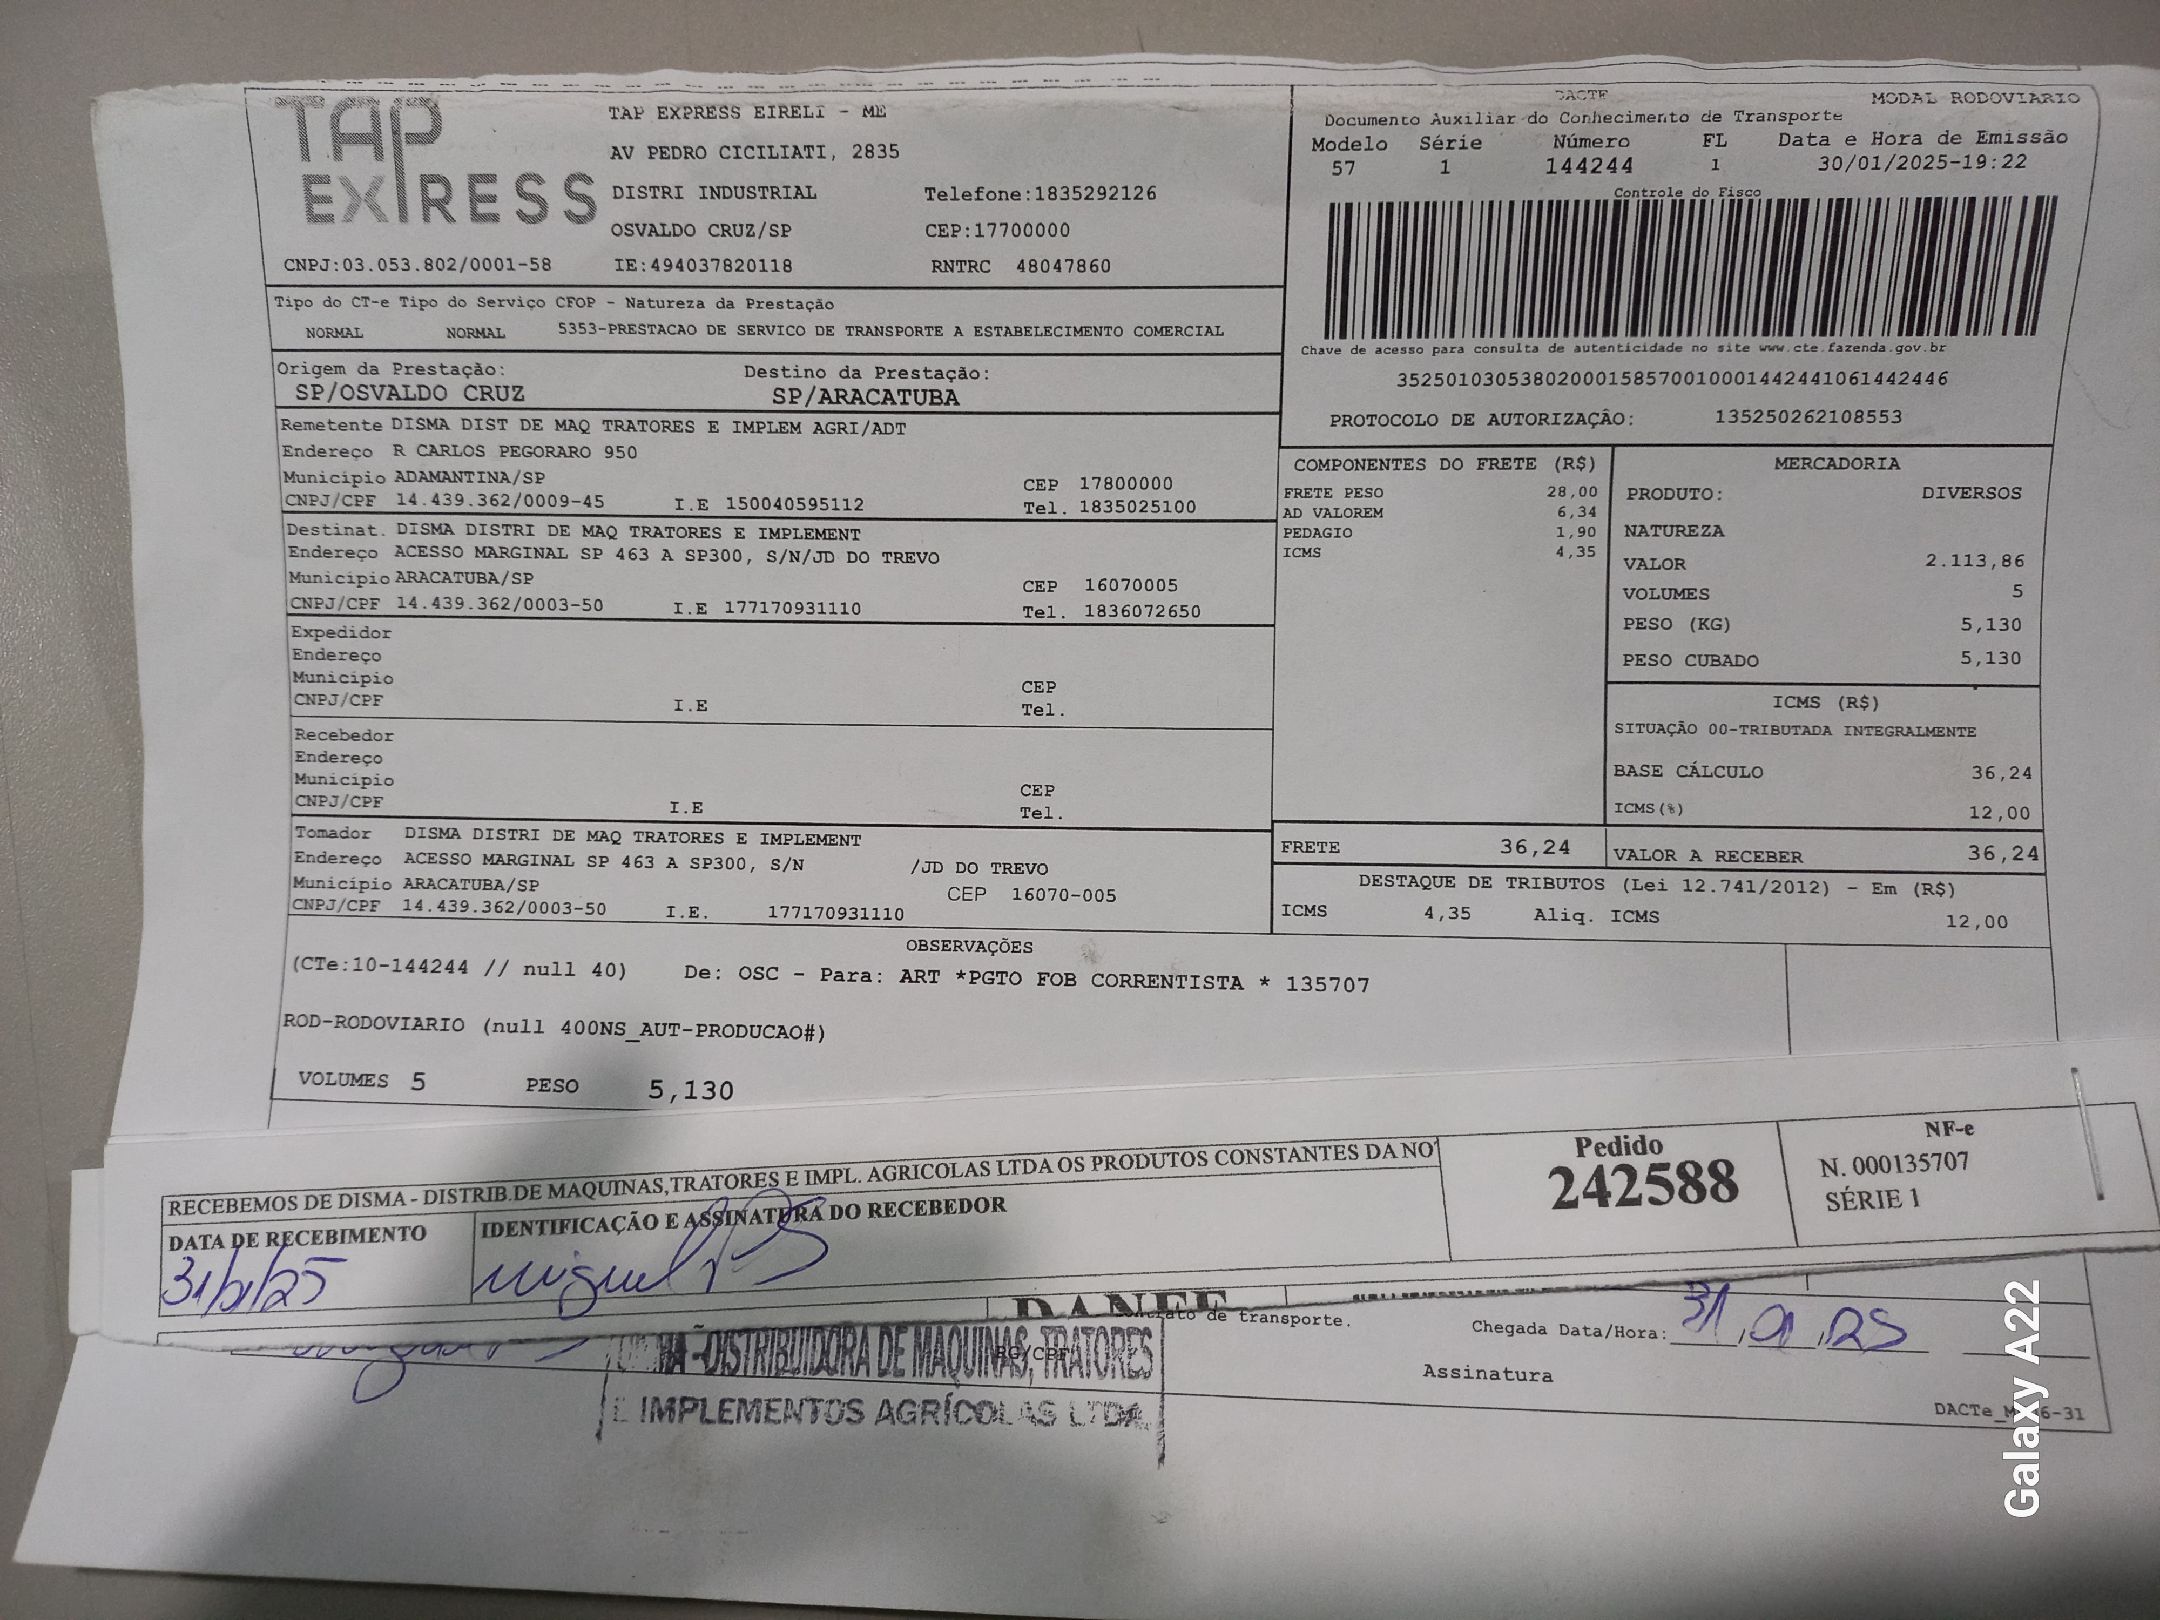 TAP EXPRESS
TAP EXPRESS EIRELI - ME
AV PEDRO CICILIATI, 2835
DISTRI INDUSTRIAL Telefone:1835292126
OSVALDO CRUZ/SP CEP:17700000
CNPJ:03.053.802/0001-58 IE:494037820118 RNTRC 48047860
DACTE MODAL RODOVIARIO
Documento Auxiliar do Conhecimento de Transporte
Modelo Série Número FL Data e Hora de Emissão
57 1 144244 1 30/01/2025-19:22
Controle do Fisco
Chave de acesso para consulta de autenticidade no site www.cte.fazenda.gov.br
35250103053802000158570010001442441061442446
PROTOCOLO DE AUTORIZAÇÃO: 135250262108553
Tipo do CT-e Tipo do Serviço CFOP - Natureza da Prestação
NORMAL NORMAL 5353-PRESTACAO DE SERVICO DE TRANSPORTE A ESTABELECIMENTO COMERCIAL
Origem da Prestação: Destino da Prestação:
SP/OSVALDO CRUZ SP/ARACATUBA
Remetente DISMA DIST DE MAQ TRATORES E IMPLEM AGRI/ADT
Endereço R CARLOS PEGORARO 950
Município ADAMANTINA/SP CEP 17800000
CNPJ/CPF 14.439.362/0009-45 I.E 150040595112 Tel. 1835025100
Destinat. DISMA DISTRI DE MAQ TRATORES E IMPLEMENT
Endereço ACESSO MARGINAL SP 463 A SP300, S/N/JD DO TREVO
Município ARACATUBA/SP CEP 16070005
CNPJ/CPF 14.439.362/0003-50 I.E 177170931110 Tel. 1836072650
Expedidor
Endereço
Município CEP
CNPJ/CPF I.E Tel.
Recebedor
Endereço
Município CEP
CNPJ/CPF I.E Tel.
Tomador DISMA DISTRI DE MAQ TRATORES E IMPLEMENT
Endereço ACESSO MARGINAL SP 463 A SP300, S/N /JD DO TREVO
Município ARACATUBA/SP CEP 16070-005
CNPJ/CPF 14.439.362/0003-50 I.E. 177170931110
COMPONENTES DO FRETE (R$)
FRETE PESO 28,00
AD VALOREM 6,34
PEDAGIO 1,90
ICMS 4,35
MERCADORIA
PRODUTO: DIVERSOS
NATUREZA
VALOR 2.113,86
VOLUMES 5
PESO (KG) 5,130
PESO CUBADO 5,130
ICMS (R$)
SITUAÇÃO 00-TRIBUTADA INTEGRALMENTE
BASE CÁLCULO 36,24
ICMS(%) 12,00
FRETE 36,24 VALOR A RECEBER 36,24
DESTAQUE DE TRIBUTOS (Lei 12.741/2012) - Em (R$)
ICMS 4,35 Aliq. ICMS 12,00
OBSERVAÇÕES
(CTe:10-144244 // null 40) De: OSC - Para: ART *PGTO FOB CORRENTISTA * 135707
ROD-RODOVIARIO (null 400NS_AUT-PRODUCAO#)
VOLUMES 5 PESO 5,130
RECEBEMOS DE DISMA - DISTRIB.DE MAQUINAS,TRATORES E IMPL. AGRICOLAS LTDA OS PRODUTOS CONSTANTES DA NO
DATA DE RECEBIMENTO IDENTIFICAÇÃO E ASSINATURA DO RECEBEDOR
31/1/25 Miguel
Pedido
242588
NF-e
N. 000135707
SÉRIE 1
DANFE
de transporte.
Chegada Data/Hora: 31, 01, 25
RG/CPF
Assinatura
DISTRIBUIDORA DE MAQUINAS, TRATORES
E IMPLEMENTOS AGRÍCOLAS LTDA.
Galaxy A22